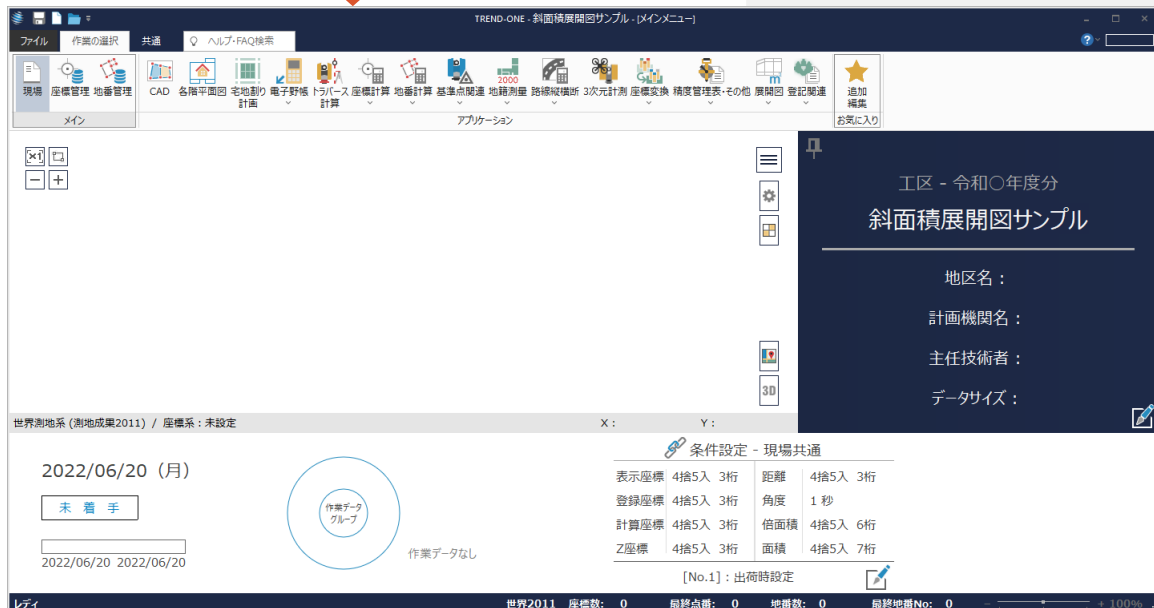 TREND-ONE - 斜面積展開図サンプル - [メインメニュー]
ファイル 作業の選択 共通 ヘルプ・FAQ検索
現場 座標管理 地番管理 CAD 各階平面図 宅地割り計画 電子野帳 トラバース計算 座標計算 地番計算 基準点関連 2000 地籍測量 路線縦横断 3次元計測 座標変換 精度管理表・その他 m 展開図 登記関連 追加編集
メイン アプリケーション お気に入り
[×1]
工区 - 令和○年度分
斜面積展開図サンプル
地区名：
計画機関名：
主任技術者：
データサイズ：
3D
世界測地系 (測地成果2011) / 座標系：未設定 X： Y：
2022/06/20（月）
未 着 手
2022/06/20 2022/06/20
作業データ
グループ
作業データなし
条件設定 - 現場共通
表示座標 4捨5入 3桁 距離 4捨5入 3桁
登録座標 4捨5入 3桁 角度 1 秒
計算座標 4捨5入 3桁 倍面積 4捨5入 6桁
Z座標 4捨5入 3桁 面積 4捨5入 7桁
[No.1]：出荷時設定
レディ 世界2011 座標数: 0 最終点番: 0 地番数: 0 最終地番No: 0 - + 100%